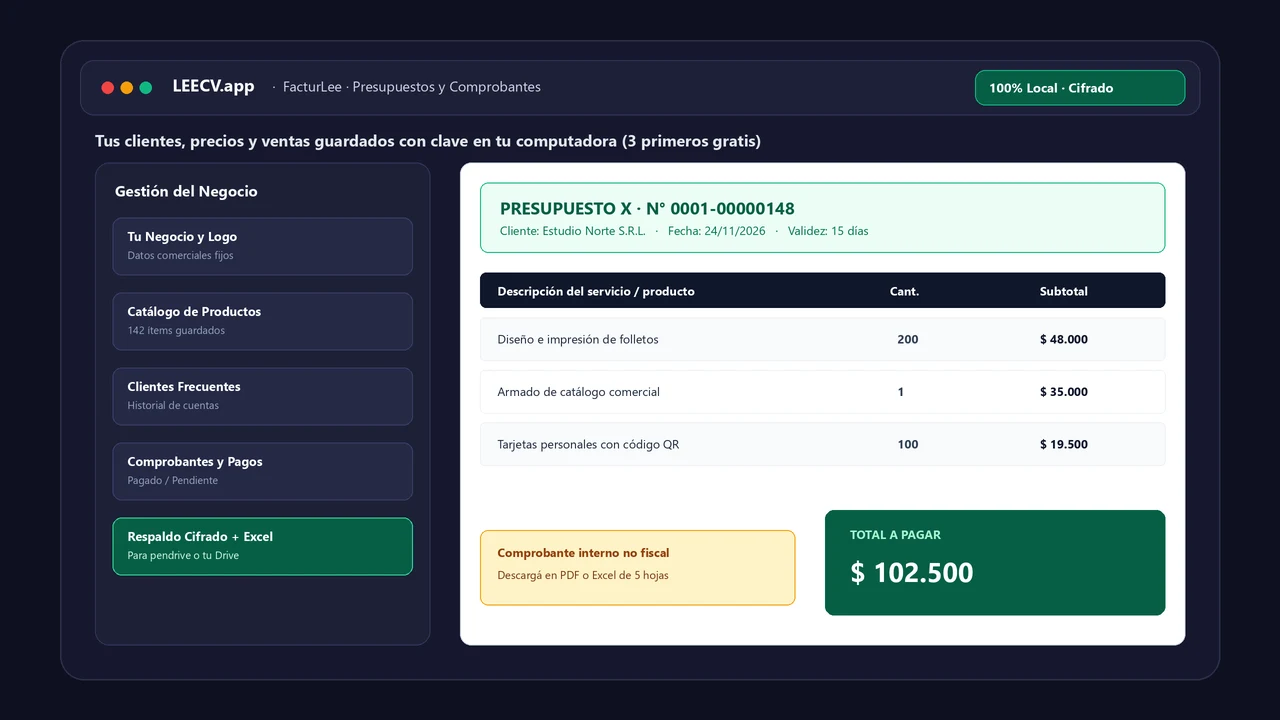 LEECV.app · FacturLee · Presupuestos y Comprobantes
100% Local · Cifrado
Tus clientes, precios y ventas guardados con clave en tu computadora (3 primeros gratis)
Gestión del Negocio
Tu Negocio y Logo
Datos comerciales fijos
Catálogo de Productos
142 items guardados
Clientes Frecuentes
Historial de cuentas
Comprobantes y Pagos
Pagado / Pendiente
Respaldo Cifrado + Excel
Para pendrive o tu Drive
PRESUPUESTO X · N° 0001-00000148
Cliente: Estudio Norte S.R.L. · Fecha: 24/11/2026 · Validez: 15 días
Descripción del servicio / producto Cant. Subtotal
Diseño e impresión de folletos 200 $ 48.000
Armado de catálogo comercial 1 $ 35.000
Tarjetas personales con código QR 100 $ 19.500
Comprobante interno no fiscal
Descargá en PDF o Excel de 5 hojas
TOTAL A PAGAR
$ 102.500